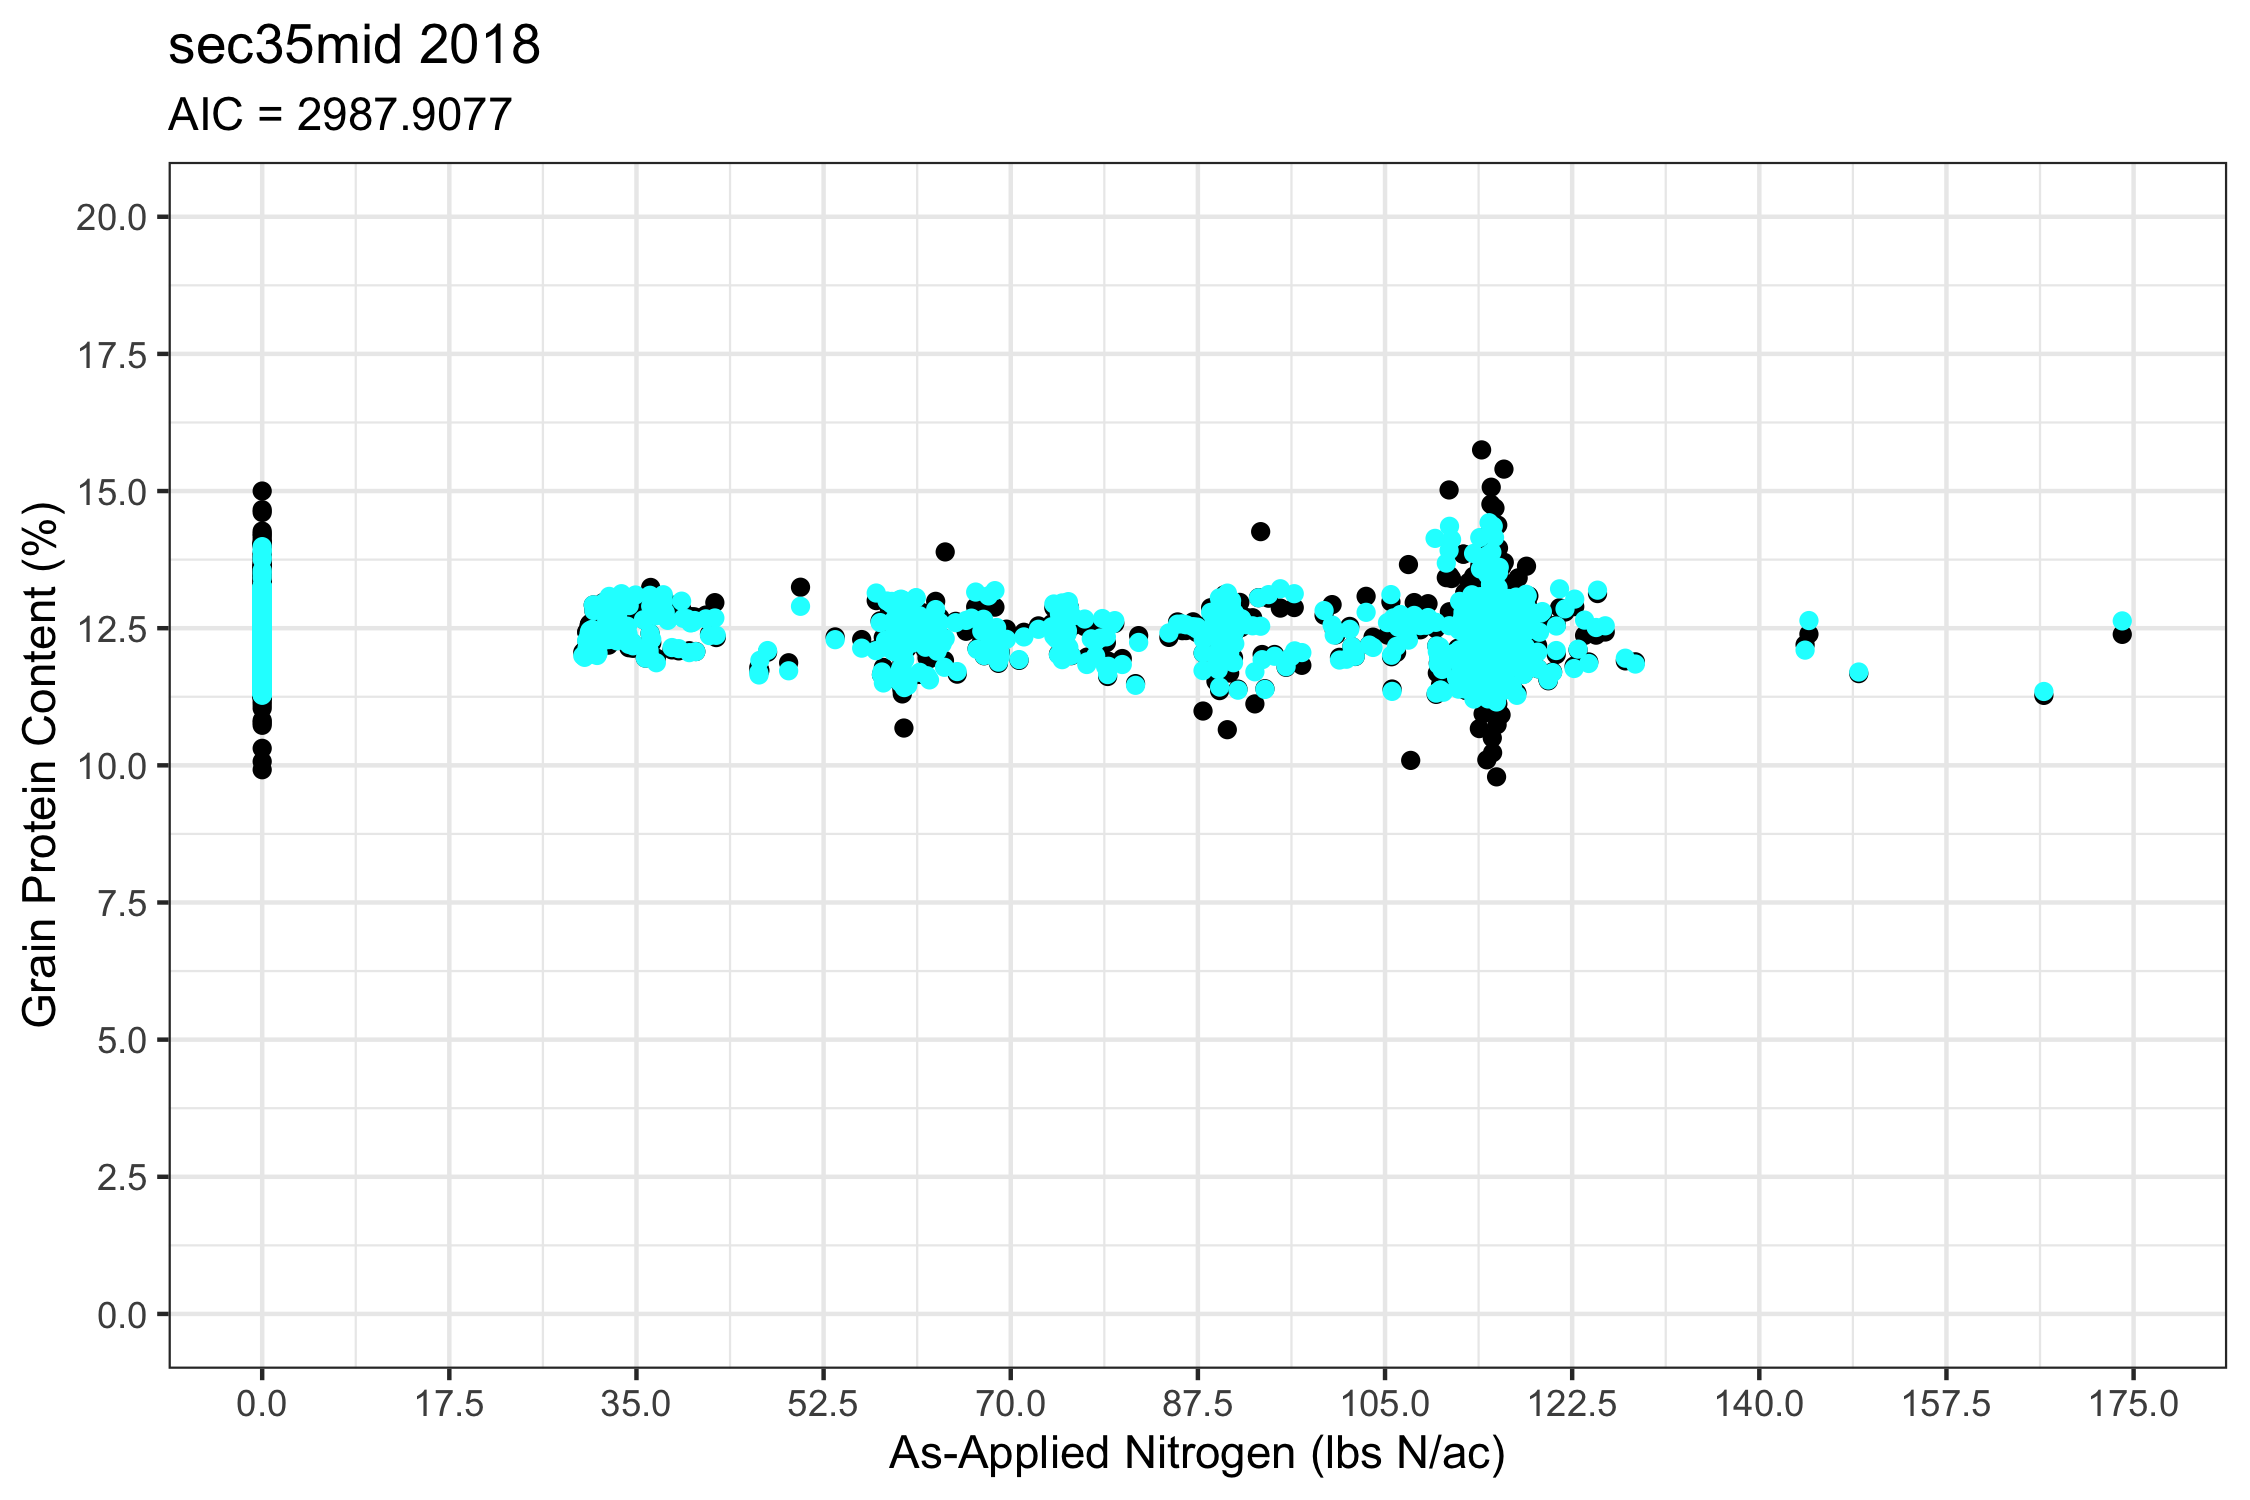 sec35mid 2018
AIC = 2987.9077
Grain Protein Content (%)
20.0
17.5
15.0
12.5
10.0
7.5
5.0
2.5
0.0
0.0 17.5 35.0 52.5 70.0 87.5 105.0 122.5 140.0 157.5 175.0
As-Applied Nitrogen (lbs N/ac)